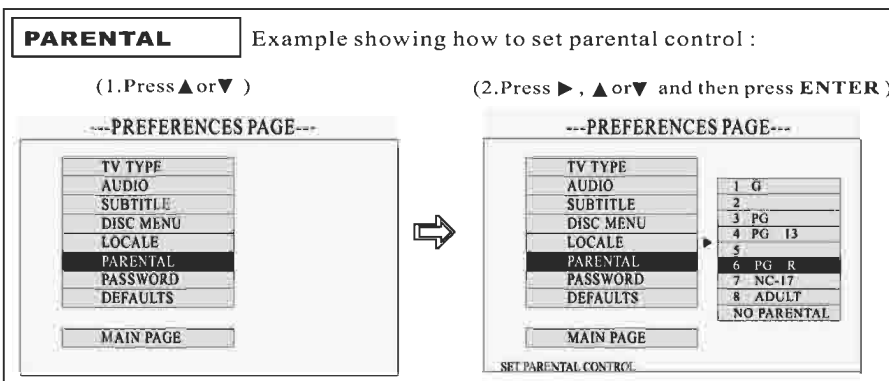 PARENTAL Example showing how to set parental control :
(1.Press▲or▼ )
---PREFERENCES PAGE---
TV TYPE
AUDIO
SUBTITLE
DISC MENU
LOCALE
PARENTAL
PASSWORD
DEFAULTS
MAIN PAGE
(2.Press ▶ , ▲or▼ and then press ENTER )
---PREFERENCES PAGE---
TV TYPE
AUDIO
SUBTITLE
DISC MENU
LOCALE
PARENTAL
PASSWORD
DEFAULTS
MAIN PAGE
1 G
2
3 PG
4 PG 13
5
6 PG R
7 NC-17
8 ADULT
NO PARENTAL
SET PARENTAL CONTROL